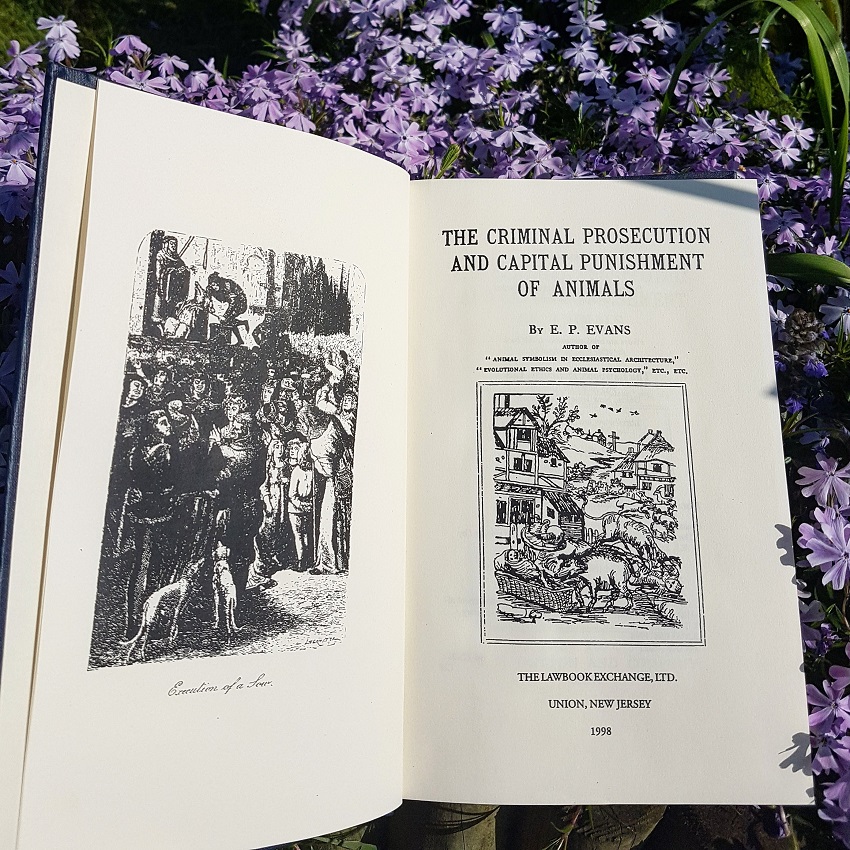 Execution of a Sow.
THE CRIMINAL PROSECUTION
AND CAPITAL PUNISHMENT
OF ANIMALS
BY E. P. EVANS
AUTHOR OF
"ANIMAL SYMBOLISM IN ECCLESIASTICAL ARCHITECTURE,"
"EVOLUTIONAL ETHICS AND ANIMAL PSYCHOLOGY," ETC., ETC.
THE LAWBOOK EXCHANGE, LTD.
UNION, NEW JERSEY
1998